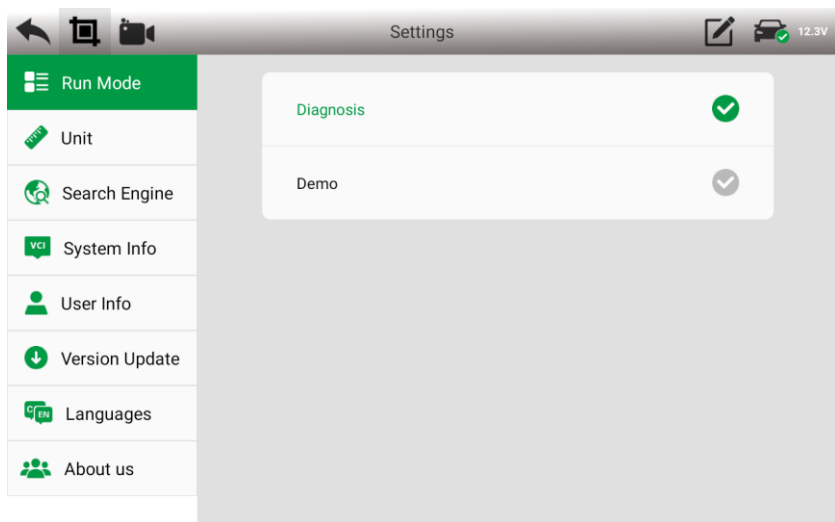 Settings
12.3V
Run Mode
Unit
Search Engine
VCI
System Info
User Info
Version Update
C EN
Languages
About us
Diagnosis
Demo